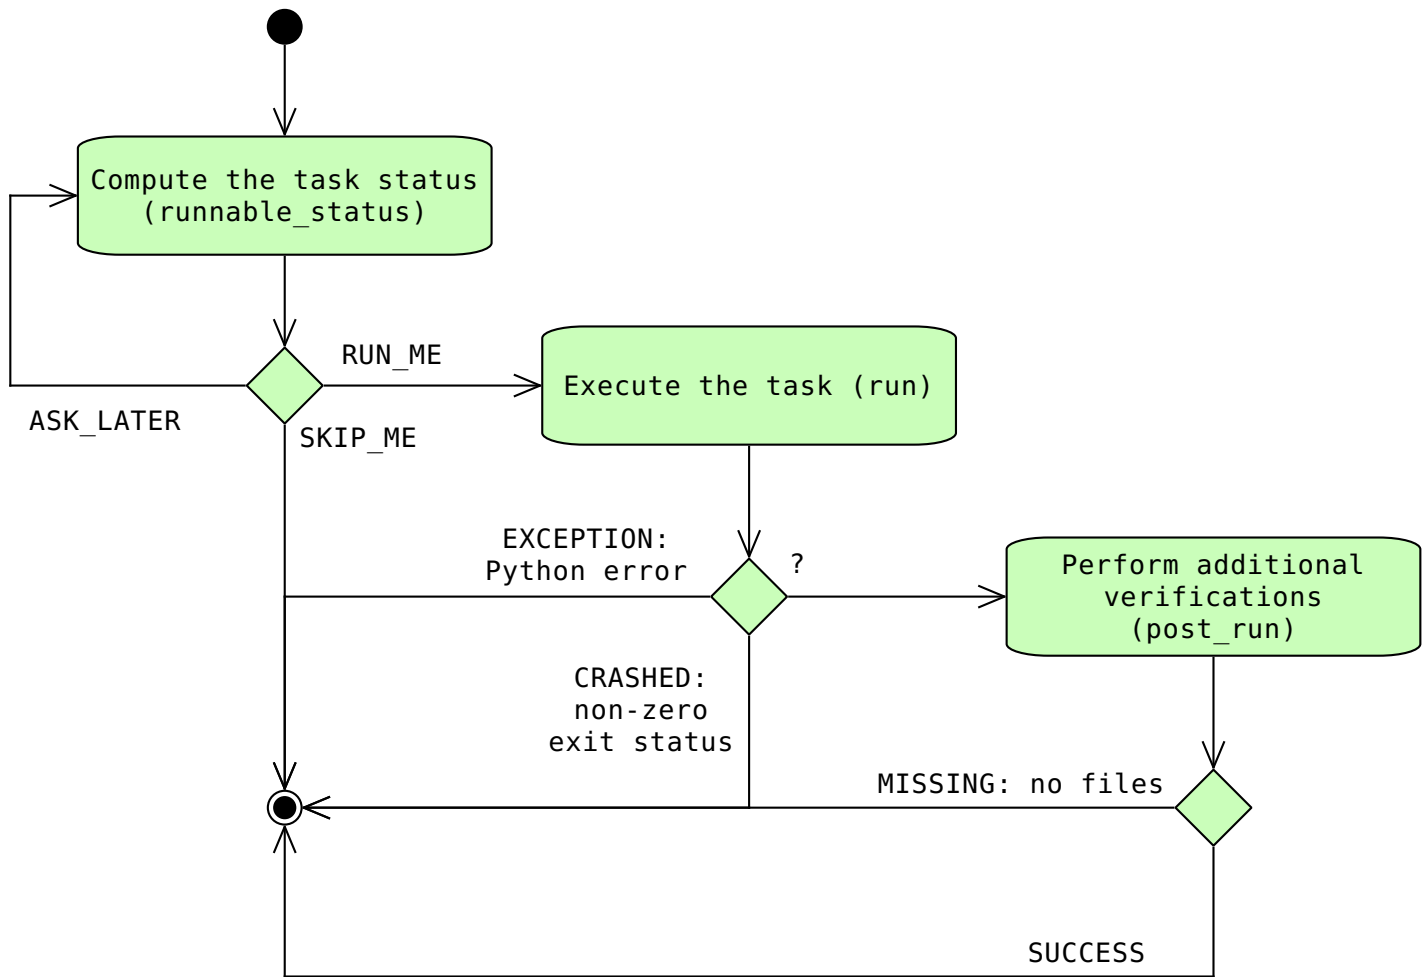 Compute the task status
(runnable_status)
RUN_ME
Execute the task (run)
ASK_LATER
SKIP_ME
EXCEPTION:
Python error
?
Perform additional
verifications
(post_run)
CRASHED:
non-zero
exit status
MISSING: no files
SUCCESS